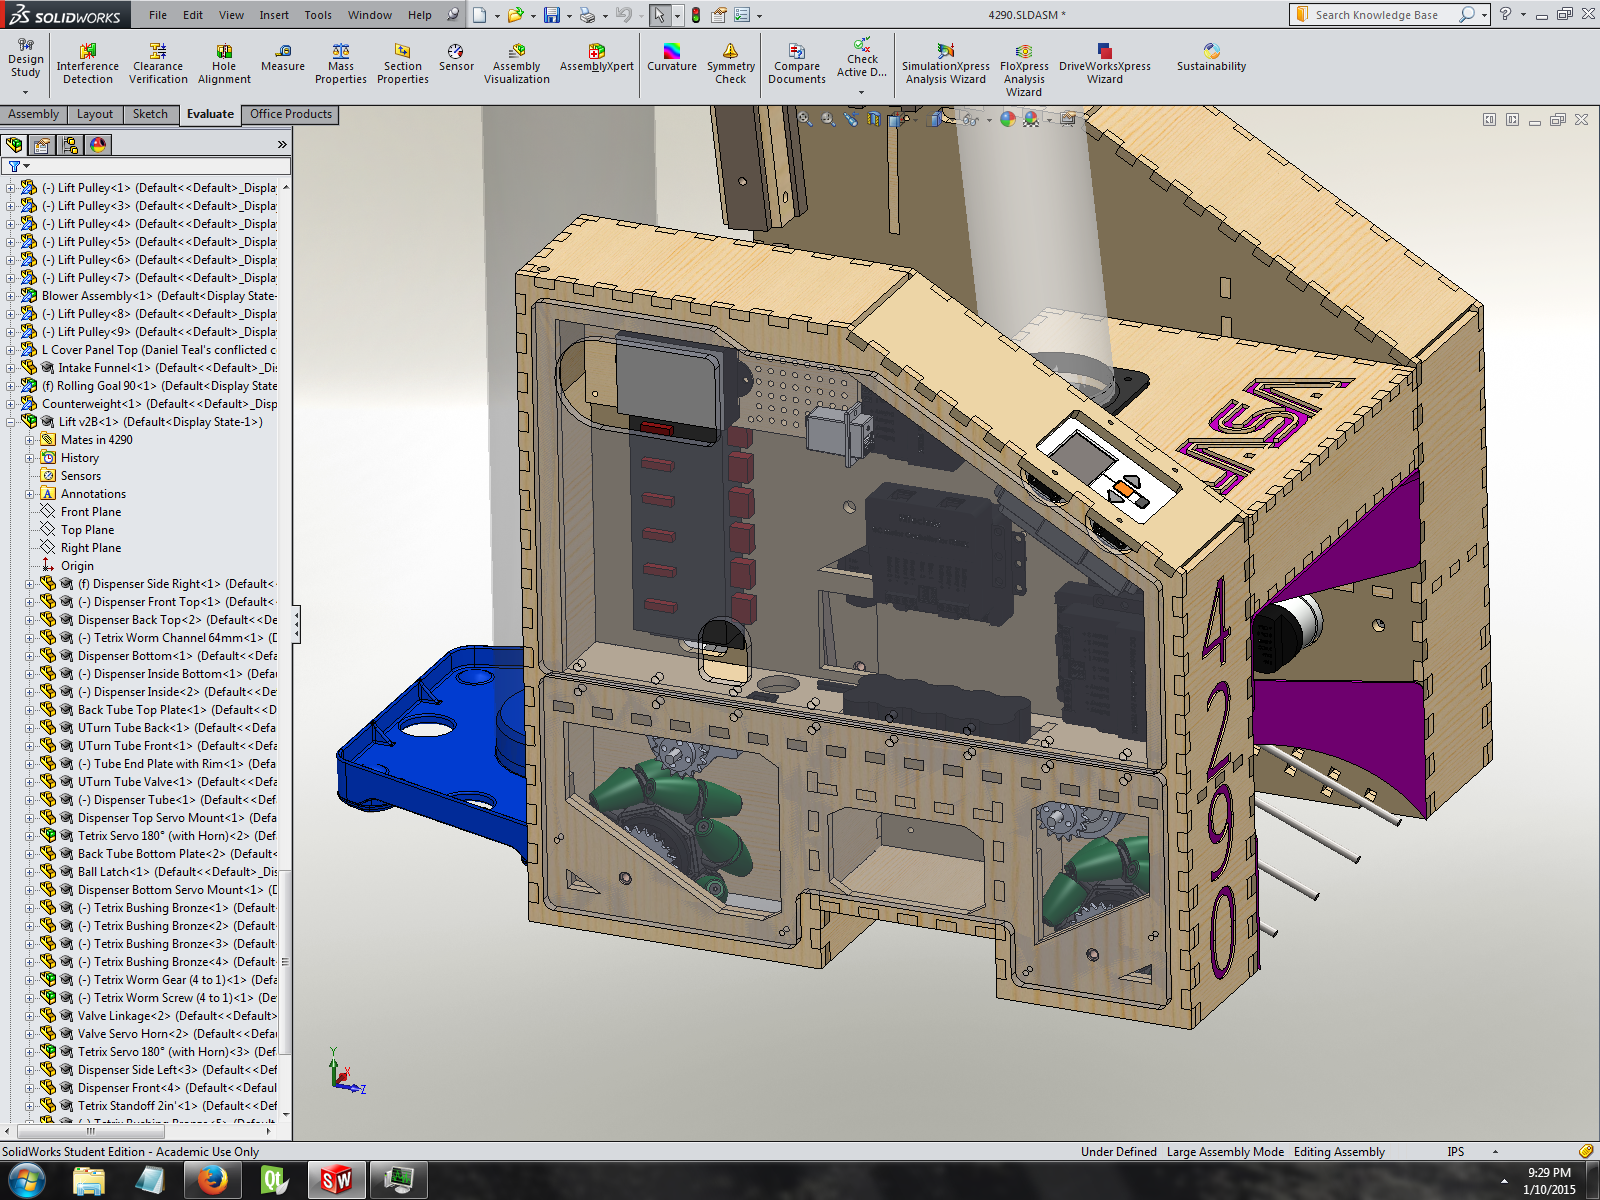 SOLIDWORKS
File Edit View Insert Tools Window Help
4290.SLDASM *
Search Knowledge Base
Design Study
Interference Detection
Clearance Verification
Hole Alignment
Measure
Mass Properties
Section Properties
Sensor
Assembly Visualization
AssemblyXpert
Curvature
Symmetry Check
Compare Documents
Check Active D...
SimulationXpress Analysis Wizard
FloXpress Analysis Wizard
DriveWorksXpress Wizard
Sustainability
Assembly Layout Sketch Evaluate Office Products
(-) Lift Pulley<1> (Default<<Default>_Displa
(-) Lift Pulley<3> (Default<<Default>_Displa
(-) Lift Pulley<4> (Default<<Default>_Displa
(-) Lift Pulley<5> (Default<<Default>_Displa
(-) Lift Pulley<6> (Default<<Default>_Displa
(-) Lift Pulley<7> (Default<<Default>_Displa
Blower Assembly<1> (Default<Display State-
(-) Lift Pulley<8> (Default<<Default>_Displa
(-) Lift Pulley<9> (Default<<Default>_Displa
L Cover Panel Top (Daniel Teal's conflicted c
Intake Funnel<1> (Default<<Default>_Di
(f) Rolling Goal 90<1> (Default<Display State
Counterweight<1> (Default<<Default>_Disp
Lift v2B<1> (Default<Display State-1>)
Mates in 4290
History
Sensors
Annotations
Front Plane
Top Plane
Right Plane
Origin
(f) Dispenser Side Right<1> (Default<
(-) Dispenser Front Top<1> (Default<
Dispenser Back Top<2> (Default<<De
(-) Tetrix Worm Channel 64mm<1> (D
Dispenser Bottom<1> (Default<<Defa
(-) Dispenser Inside Bottom<1> (Defa
(-) Dispenser Inside<2> (Default<<De
Back Tube Top Plate<1> (Default<<D
UTurn Tube Back<1> (Default<<Defa
UTurn Tube Front<1> (Default<<Defa
(-) Tube End Plate with Rim<1> (Defa
UTurn Tube Valve<1> (Default<<Defa
(-) Dispenser Tube<1> (Default<<Def
Dispenser Top Servo Mount<1> (Defa
Tetrix Servo 180° (with Horn)<2> (Def
Back Tube Bottom Plate<2> (Default<
Ball Latch<1> (Default<<Default>_Dis
Dispenser Bottom Servo Mount<1> (D
(-) Tetrix Bushing Bronze<1> (Default
(-) Tetrix Bushing Bronze<2> (Default
(-) Tetrix Bushing Bronze<3> (Default
(-) Tetrix Bushing Bronze<4> (Default
(-) Tetrix Worm Gear (4 to 1)<1> (Defa
(-) Tetrix Worm Screw (4 to 1)<1> (De
Valve Linkage<2> (Default<<Default>
Valve Servo Horn<2> (Default<<Defau
Tetrix Servo 180° (with Horn)<3> (Def
Dispenser Side Left<3> (Default<<Def
Dispenser Front<4> (Default<<Defaul
Tetrix Standoff 2in'<1> (Default<<Def
LASA
4290
Y X Z
SolidWorks Student Edition - Academic Use Only
Under Defined Large Assembly Mode Editing Assembly IPS
9:29 PM
1/10/2015